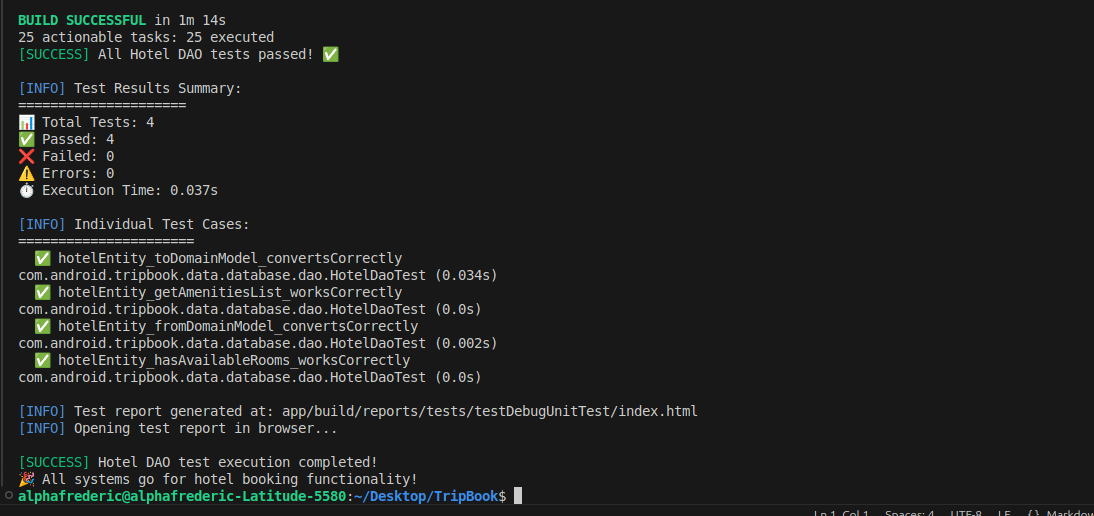 BUILD SUCCESSFUL in 1m 14s
25 actionable tasks: 25 executed
[SUCCESS] All Hotel DAO tests passed! ✅
[INFO] Test Results Summary:
=====================
📊 Total Tests: 4
✅ Passed: 4
❌ Failed: 0
⚠️ Errors: 0
⏱️ Execution Time: 0.037s
[INFO] Individual Test Cases:
======================
✅ hotelEntity_toDomainModel_convertsCorrectly
com.android.tripbook.data.database.dao.HotelDaoTest (0.034s)
✅ hotelEntity_getAmenitiesList_worksCorrectly
com.android.tripbook.data.database.dao.HotelDaoTest (0.0s)
✅ hotelEntity_fromDomainModel_convertsCorrectly
com.android.tripbook.data.database.dao.HotelDaoTest (0.002s)
✅ hotelEntity_hasAvailableRooms_worksCorrectly
com.android.tripbook.data.database.dao.HotelDaoTest (0.0s)
[INFO] Test report generated at: app/build/reports/tests/testDebugUnitTest/index.html
[INFO] Opening test report in browser...
[SUCCESS] Hotel DAO test execution completed!
🎉 All systems go for hotel booking functionality!
alphafrederic@alphafrederic-Latitude-5580:~/Desktop/TripBook$
Ln 1, Col 1 Spaces: 4 UTF-8 LF {} Markdown